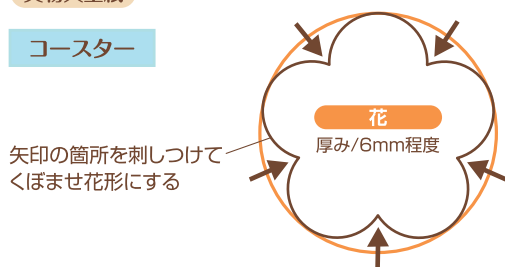 コースター
花
厚み/6mm程度
矢印の箇所を刺しつけて
くぼませ花形にする